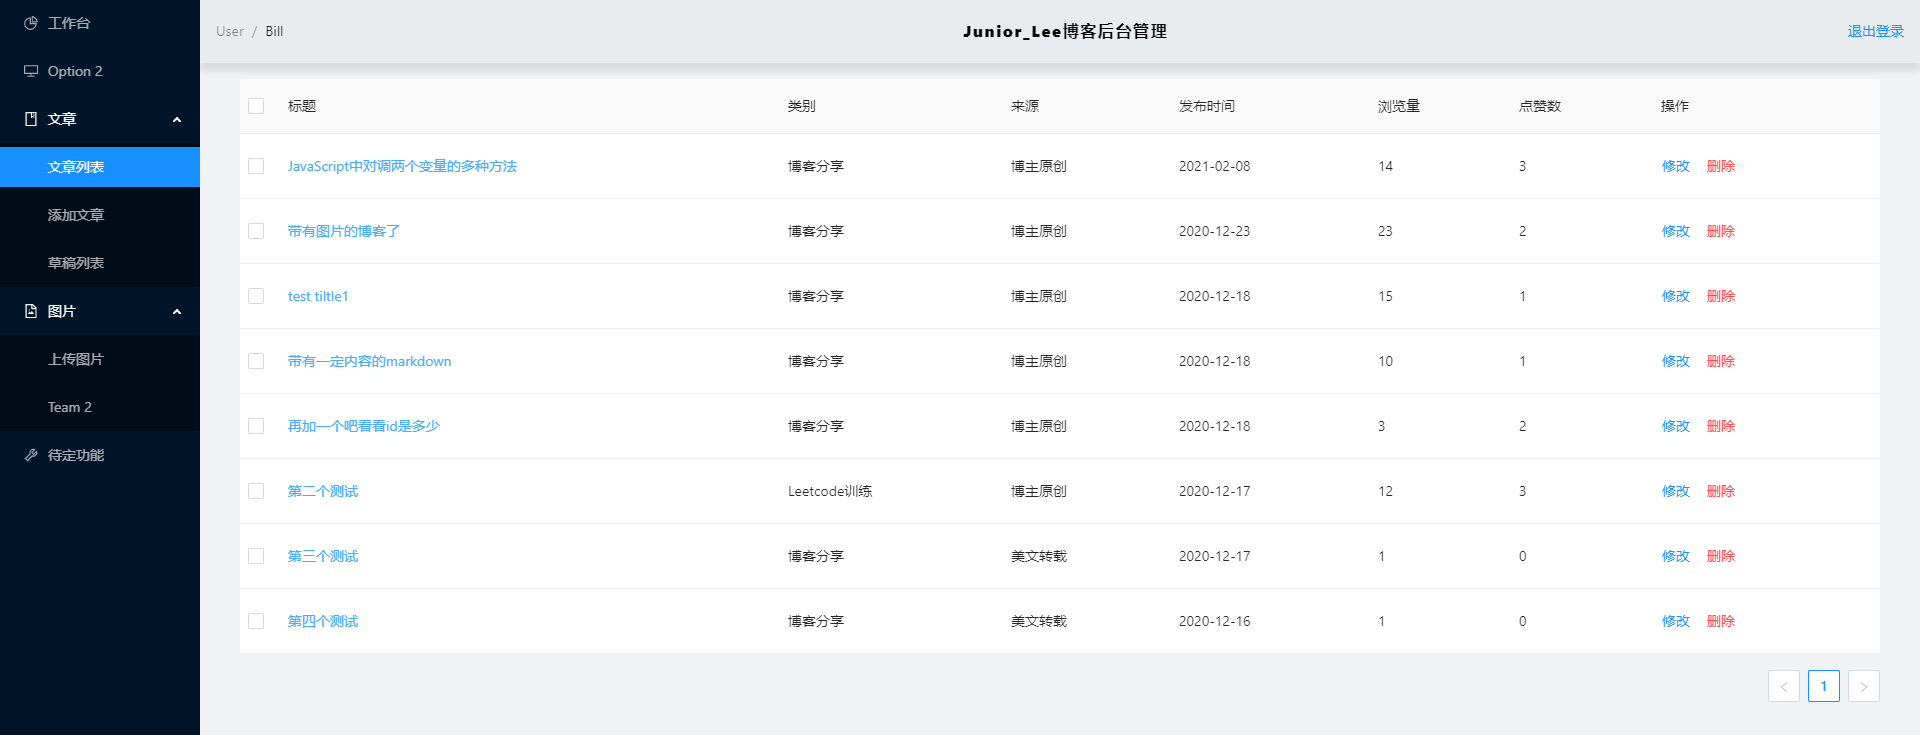 工作台
Option 2
文章
文章列表
添加文章
草稿列表
图片
上传图片
Team 2
待定功能
User / Bill
Junior_Lee博客后台管理
退出登录
标题 类别 来源 发布时间 浏览量 点赞数 操作
JavaScript中对调两个变量的多种方法 博客分享 博主原创 2021-02-08 14 3 修改 删除
带有图片的博客了 博客分享 博主原创 2020-12-23 23 2 修改 删除
test tiltle1 博客分享 博主原创 2020-12-18 15 1 修改 删除
带有一定内容的markdown 博客分享 博主原创 2020-12-18 10 1 修改 删除
再加一个吧看看id是多少 博客分享 博主原创 2020-12-18 3 2 修改 删除
第二个测试 Leetcode训练 博主原创 2020-12-17 12 3 修改 删除
第三个测试 博客分享 美文转载 2020-12-17 1 0 修改 删除
第四个测试 博客分享 美文转载 2020-12-16 1 0 修改 删除
< 1 >